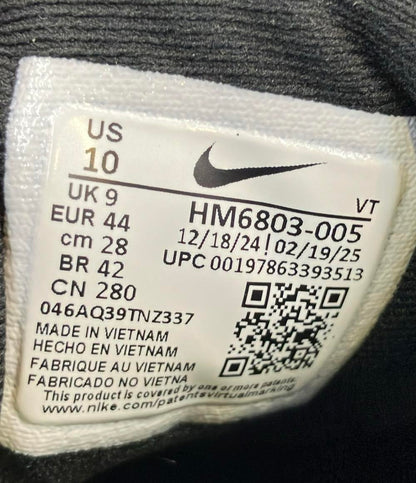 US
10
UK 9
EUR 44
cm 28
BR 42
CN 280
VT
HM6803-005
12/18/24 | 02/19/25
UPC 00197863393513
046AQ39TNZ337
MADE IN VIETNAM
HECHO EN VIETNAM
FABRIQUE AU VIETNAM
FABRICADO NO VIETNA
This product is covered by one or more patents.
www.nike.com/patentsvirtualmarking